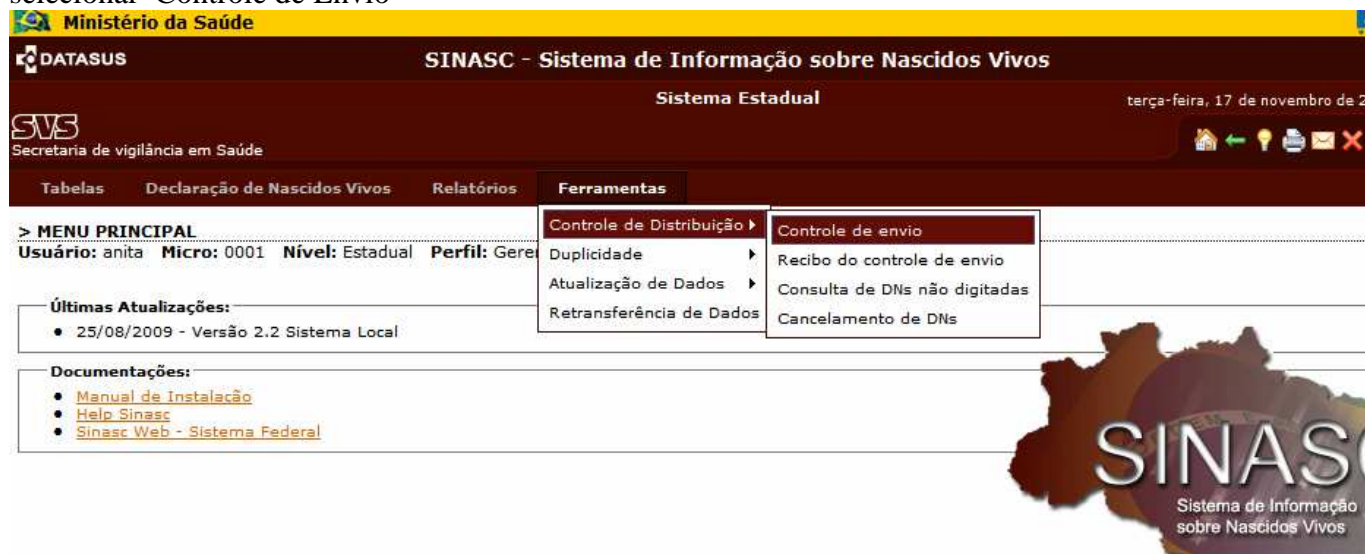 selecionar Controle de Envio
Ministério da Saúde
DATASUS
SINASC - Sistema de Informação sobre Nascidos Vivos
Sistema Estadual
terça-feira, 17 de novembro de 2
SVS
Secretaria de vigilância em Saúde
Tabelas Declaração de Nascidos Vivos Relatórios Ferramentas
> MENU PRINCIPAL
Usuário: anita Micro: 0001 Nível: Estadual Perfil: Gere
Controle de Distribuição
Duplicidade
Atualização de Dados
Retransferência de Dados
Controle de envio
Recibo do controle de envio
Consulta de DNs não digitadas
Cancelamento de DNs
Últimas Atualizações:
• 25/08/2009 - Versão 2.2 Sistema Local
Documentações:
• Manual de Instalação
• Help Sinasc
• Sinasc Web - Sistema Federal
SINASC
Sistema de Informação
sobre Nascidos Vivos